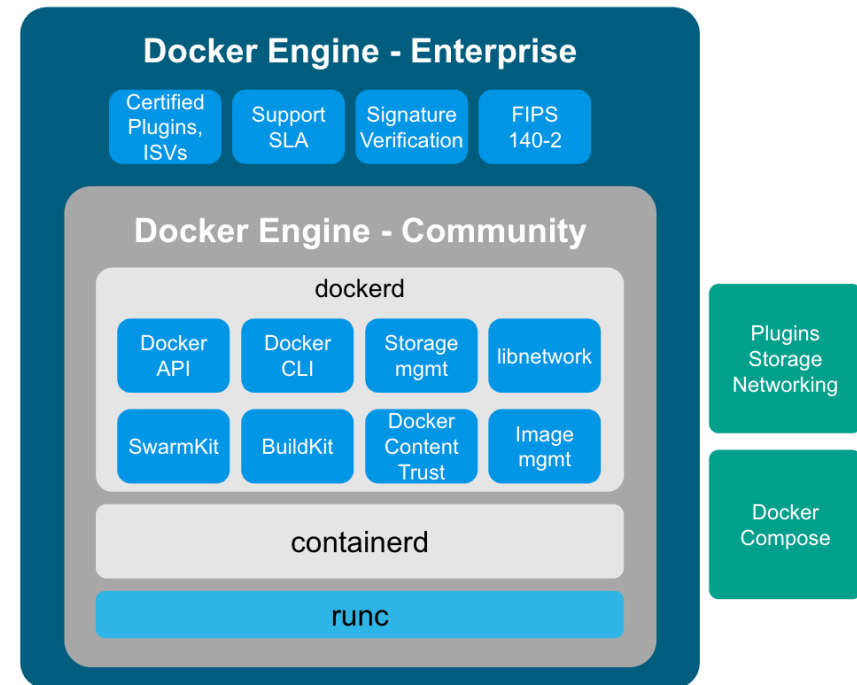 Docker Engine - Enterprise
Certified
Plugins,
ISVs
Support
SLA
Signature
Verification
FIPS
140-2
Docker Engine - Community
dockerd
Docker
API
Docker
CLI
Storage
mgmt
libnetwork
SwarmKit
BuildKit
Docker
Content
Trust
Image
mgmt
containerd
runc
Plugins
Storage
Networking
Docker
Compose